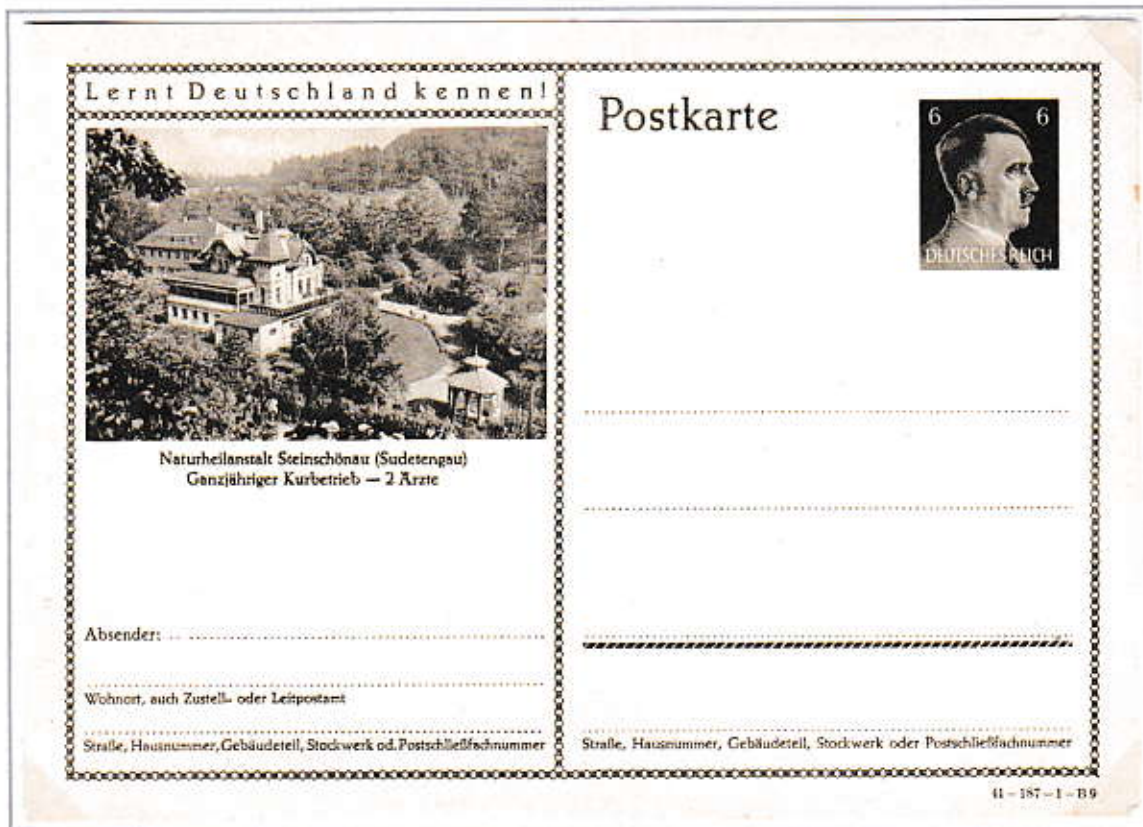 Lernt Deutschland kennen!
Naturheilanstalt Steinschönau (Sudetengau)
Ganzjähriger Kurbetrieb — 2 Ärzte
Absender:
Wohnort, auch Zustell- oder Leitpostamt
Straße, Hausnummer, Gebäudeteil, Stockwerk od. Postschließfachnummer
Postkarte
6 6
DEUTSCHES REICH
Straße, Hausnummer, Gebäudeteil, Stockwerk oder Postschließfachnummer
41 – 187 – 1 – B 9